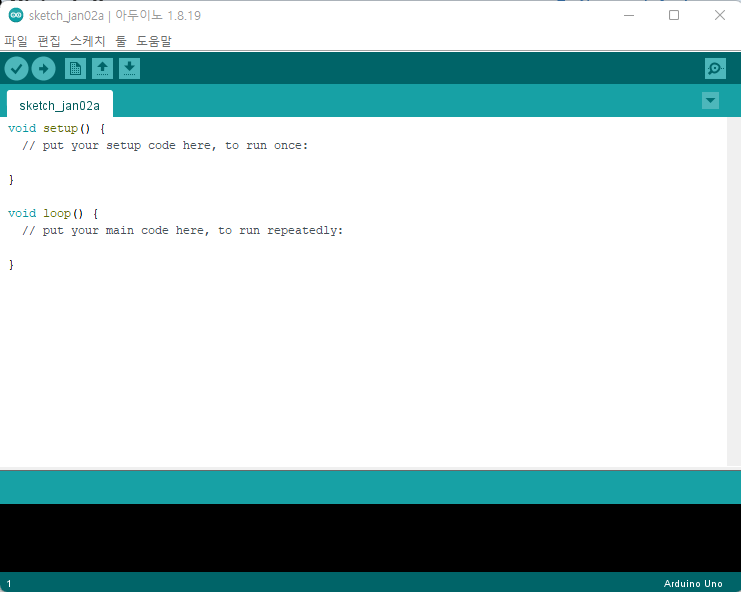 sketch_jan02a | 아두이노 1.8.19
파일 편집 스케치 툴 도움말
sketch_jan02a
void setup() {
  // put your setup code here, to run once:
}
void loop() {
  // put your main code here, to run repeatedly:
}
1 Arduino Uno